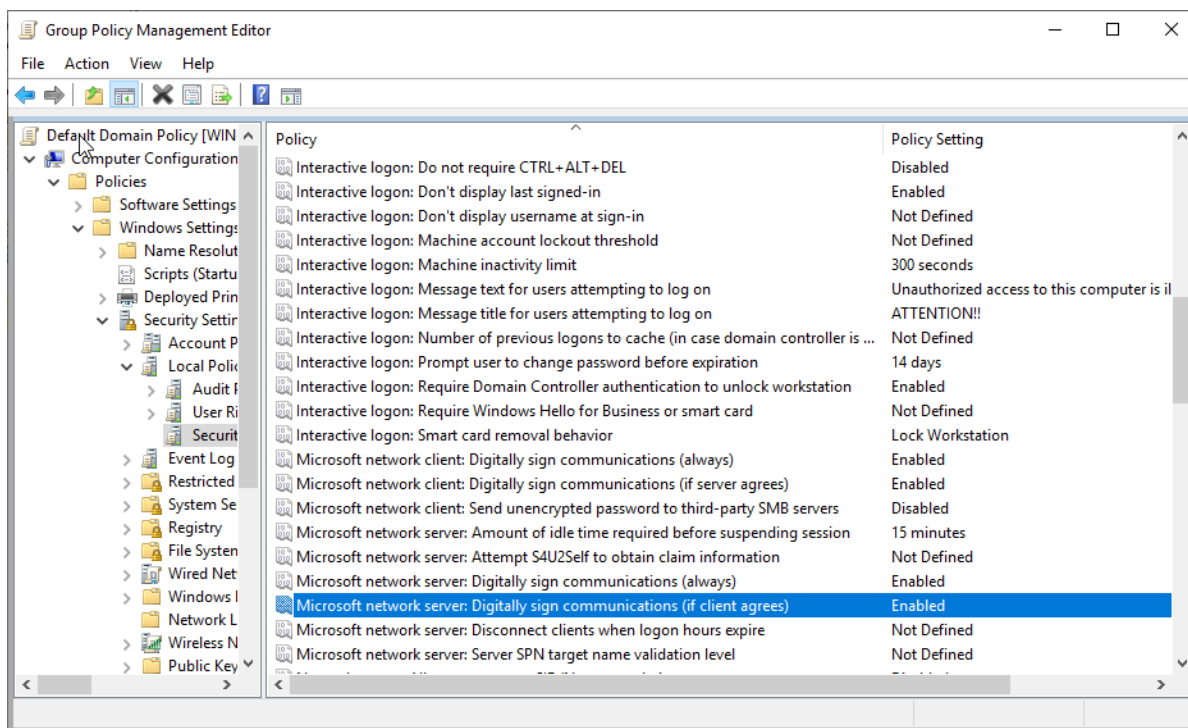 Group Policy Management Editor
File Action View Help
Default Domain Policy [WIN
Computer Configuration
Policies
Software Settings
Windows Settings
Name Resolut
Scripts (Startu
Deployed Prin
Security Settin
Account P
Local Polic
Audit P
User Ri
Securit
Event Log
Restricted
System Se
Registry
File System
Wired Net
Windows
Network L
Wireless N
Public Key
Policy Policy Setting
Interactive logon: Do not require CTRL+ALT+DEL Disabled
Interactive logon: Don't display last signed-in Enabled
Interactive logon: Don't display username at sign-in Not Defined
Interactive logon: Machine account lockout threshold Not Defined
Interactive logon: Machine inactivity limit 300 seconds
Interactive logon: Message text for users attempting to log on Unauthorized access to this computer is il
Interactive logon: Message title for users attempting to log on ATTENTION!!
Interactive logon: Number of previous logons to cache (in case domain controller is ... Not Defined
Interactive logon: Prompt user to change password before expiration 14 days
Interactive logon: Require Domain Controller authentication to unlock workstation Enabled
Interactive logon: Require Windows Hello for Business or smart card Not Defined
Interactive logon: Smart card removal behavior Lock Workstation
Microsoft network client: Digitally sign communications (always) Enabled
Microsoft network client: Digitally sign communications (if server agrees) Enabled
Microsoft network client: Send unencrypted password to third-party SMB servers Disabled
Microsoft network server: Amount of idle time required before suspending session 15 minutes
Microsoft network server: Attempt S4U2Self to obtain claim information Not Defined
Microsoft network server: Digitally sign communications (always) Enabled
Microsoft network server: Digitally sign communications (if client agrees) Enabled
Microsoft network server: Disconnect clients when logon hours expire Not Defined
Microsoft network server: Server SPN target name validation level Not Defined